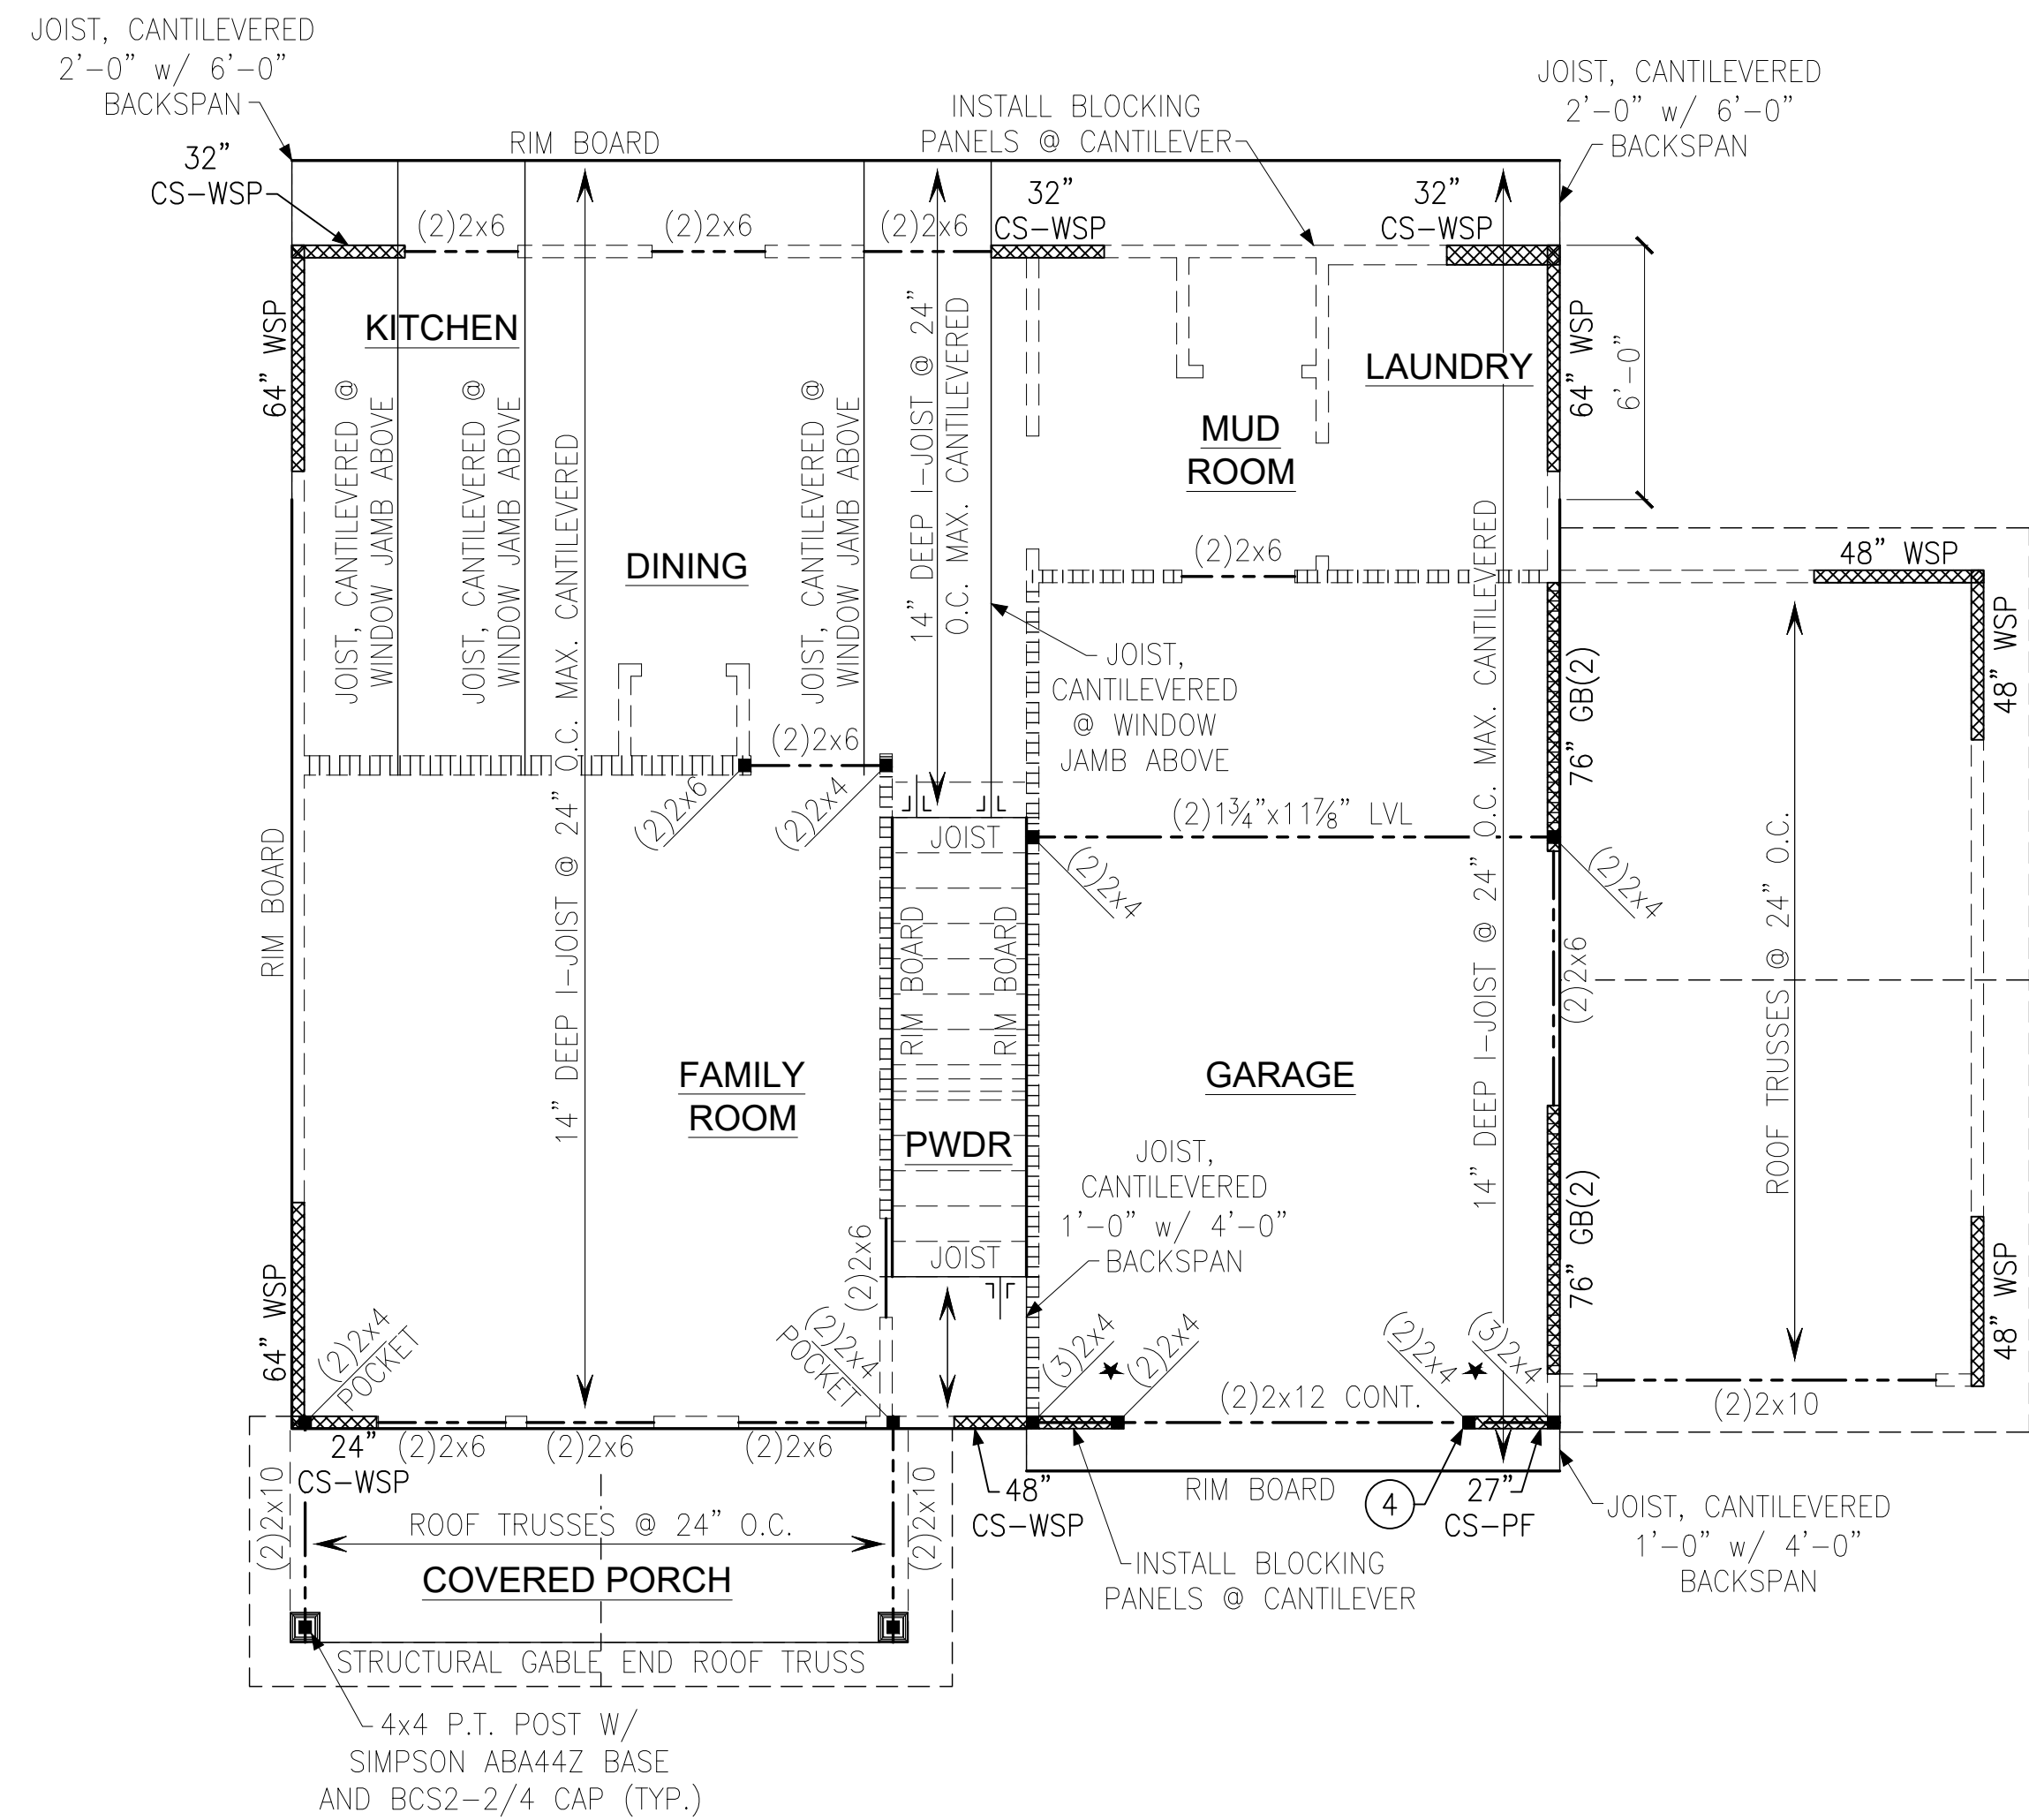 JOIST, CANTILEVERED
2'-0" w/ 6'-0"
BACKSPAN
JOIST, CANTILEVERED
2'-0" w/ 6'-0"
BACKSPAN
INSTALL BLOCKING
PANELS @ CANTILEVER
RIM BOARD
32"
CS-WSP
32"
CS-WSP
32"
CS-WSP
(2)2x6
(2)2x6
(2)2x6
64" WSP
KITCHEN
LAUNDRY
64" WSP
6'-0"
MUD
ROOM
JOIST, CANTILEVERED @
WINDOW JAMB ABOVE
JOIST, CANTILEVERED @
WINDOW JAMB ABOVE
14" DEEP I-JOIST @ 24" O.C. MAX. CANTILEVERED
JOIST, CANTILEVERED @
WINDOW JAMB ABOVE
14" DEEP I-JOIST @ 24"
O.C. MAX. CANTILEVERED
14" DEEP I-JOIST @ 24" O.C. MAX. CANTILEVERED
DINING
(2)2x6
48" WSP
48" WSP
JOIST,
CANTILEVERED
@ WINDOW
JAMB ABOVE
76" GB(2)
(2)2x6
(2)2x6
(2)2x4
(2)1¾"x11⅞" LVL
JOIST
(2)2x4
(2)2x4
RIM BOARD
RIM BOARD
RIM BOARD
(2)2x6
ROOF TRUSSES @ 24" O.C.
FAMILY
ROOM
GARAGE
PWDR
JOIST,
CANTILEVERED
1'-0" w/ 4'-0"
BACKSPAN
76" GB(2)
JOIST
(2)2x6
64" WSP
48" WSP
(2)2x4
POCKET
(2)2x4
POCKET
(3)2x4
(2)2x4
(2)2x4
(3)2x4
(2)2x12 CONT.
(2)2x10
24"
CS-WSP
(2)2x6
(2)2x6
(2)2x6
48"
CS-WSP
RIM BOARD
4
27"
CS-PF
JOIST, CANTILEVERED
1'-0" w/ 4'-0"
BACKSPAN
(2)2x10
(2)2x10
ROOF TRUSSES @ 24" O.C.
COVERED PORCH
INSTALL BLOCKING
PANELS @ CANTILEVER
STRUCTURAL GABLE END ROOF TRUSS
4x4 P.T. POST W/
SIMPSON ABA44Z BASE
AND BCS2-2/4 CAP (TYP.)